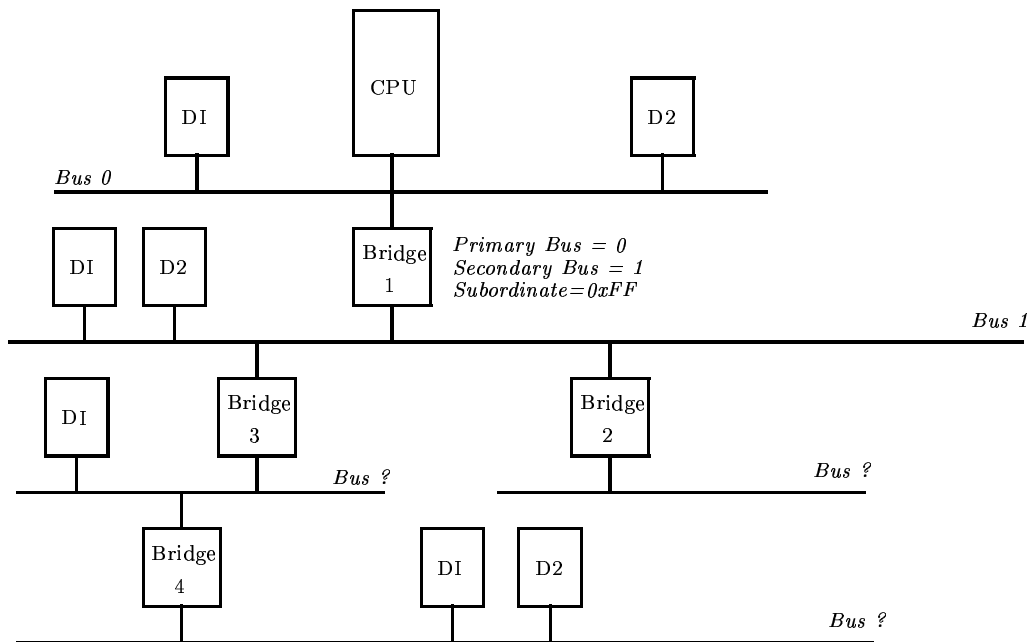 CPU
DI
D2
Bus 0
DI
D2
Bridge
1
Primary Bus = 0
Secondary Bus = 1
Subordinate=0xFF
Bus 1
DI
Bridge
3
Bridge
2
Bus ?
Bus ?
Bridge
4
DI
D2
Bus ?